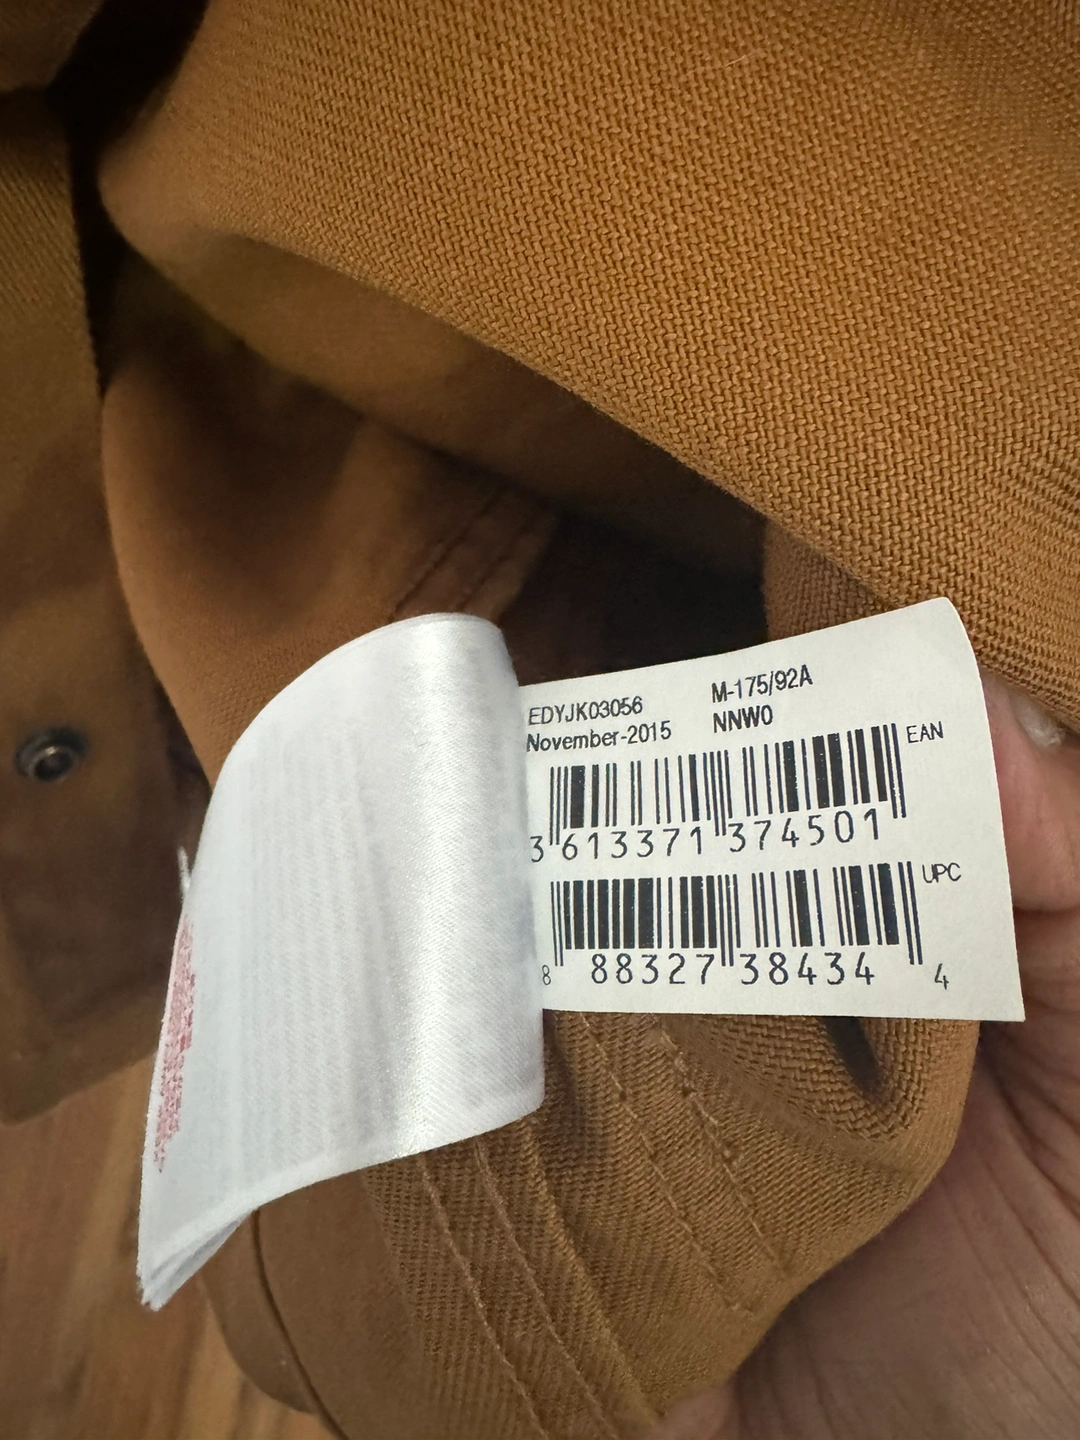 EDYJK03056
M-175/92A
November-2015
NNW0
EAN
3 613371 374501
UPC
8 88327 38434 4